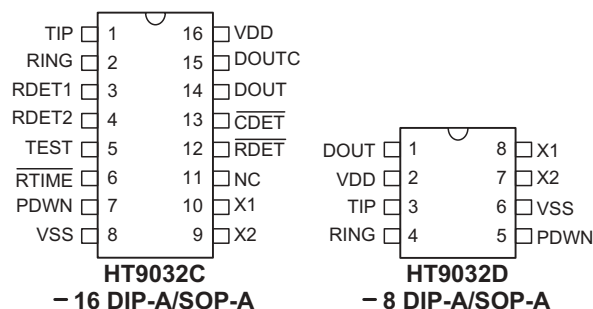 TIP 1 16 VDD
RING 2 15 DOUTC
RDET1 3 14 DOUT
RDET2 4 13 CDET
TEST 5 12 RDET
RTIME 6 11 NC
PDWN 7 10 X1
VSS 8 9 X2
HT9032C
– 16 DIP-A/SOP-A
DOUT 1 8 X1
VDD 2 7 X2
TIP 3 6 VSS
RING 4 5 PDWN
HT9032D
– 8 DIP-A/SOP-A